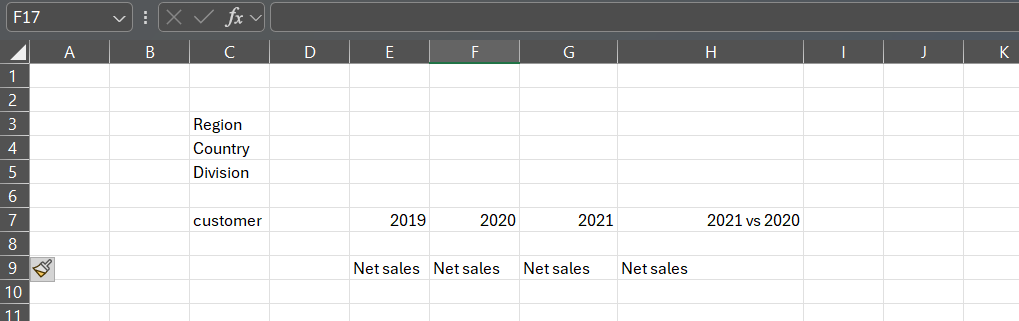 F17 fx
A B C D E F G H I J K
1
2
3 Region
4 Country
5 Division
6
7 customer 2019 2020 2021 2021 vs 2020
8
9 Net sales Net sales Net sales Net sales
10
11